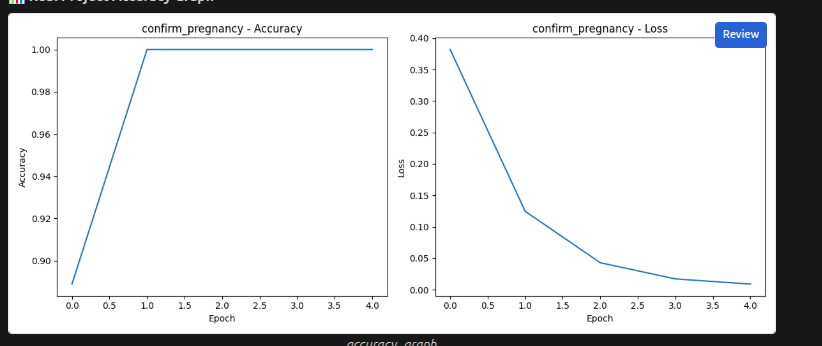 confirm_pregnancy - Accuracy
1.00
0.98
0.96
0.94
0.92
0.90
Accuracy
0.0 0.5 1.0 1.5 2.0 2.5 3.0 3.5 4.0
Epoch
confirm_pregnancy - Loss
Review
0.40
0.35
0.30
0.25
0.20
0.15
0.10
0.05
0.00
Loss
0.0 0.5 1.0 1.5 2.0 2.5 3.0 3.5 4.0
Epoch
accuracy_graph